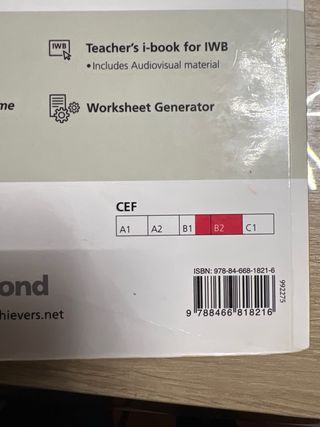 IWB
Teacher's i-book for IWB
• Includes Audiovisual material
me
Worksheet Generator
CEF
A1 A2 B1 B2 C1
ond
hievers.net
ISBN: 978-84-668-1821-6
992275
9 788466 818216